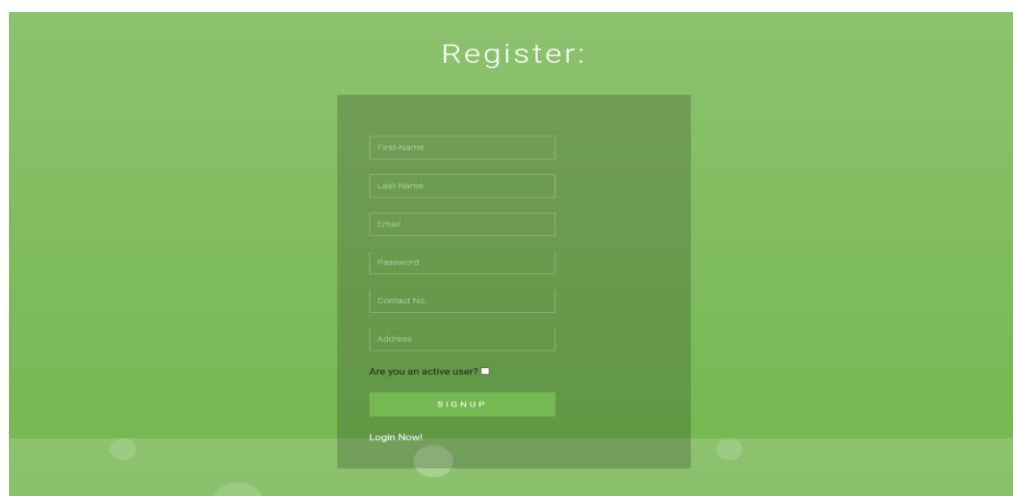 Register:
First-Name
Last-Name
Email
Password
Contact No.
Address
Are you an active user?
SIGNUP
Login Now!